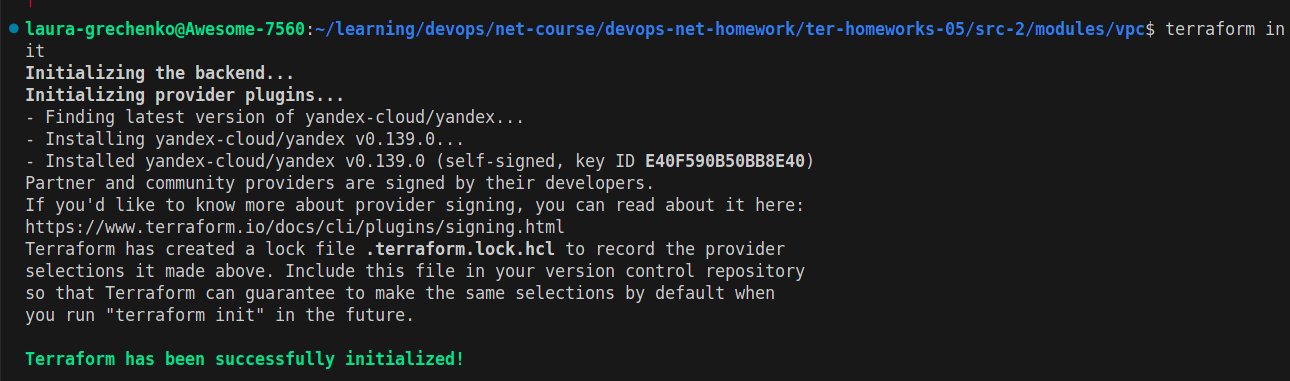 laura-grechenko@Awesome-7560:~/learning/devops/net-course/devops-net-homework/ter-homeworks-05/src-2/modules/vpc$ terraform in
it
Initializing the backend...
Initializing provider plugins...
- Finding latest version of yandex-cloud/yandex...
- Installing yandex-cloud/yandex v0.139.0...
- Installed yandex-cloud/yandex v0.139.0 (self-signed, key ID E40F590B50BB8E40)
Partner and community providers are signed by their developers.
If you'd like to know more about provider signing, you can read about it here:
https://www.terraform.io/docs/cli/plugins/signing.html
Terraform has created a lock file .terraform.lock.hcl to record the provider
selections it made above. Include this file in your version control repository
so that Terraform can guarantee to make the same selections by default when
you run "terraform init" in the future.
Terraform has been successfully initialized!